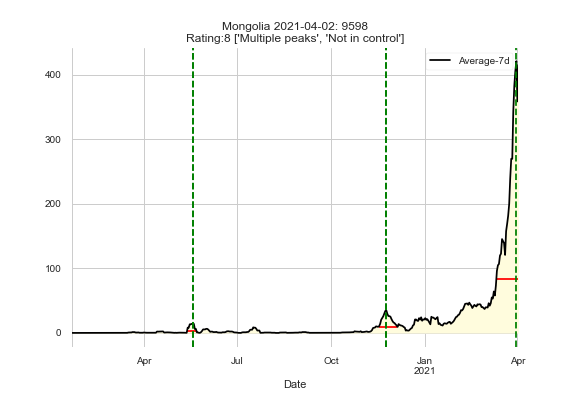 Mongolia 2021-04-02: 9598
Rating:8 ['Multiple peaks', 'Not in control']
Average-7d
400
300
200
100
0
Apr
Jul
Oct
Jan
2021
Apr
Date